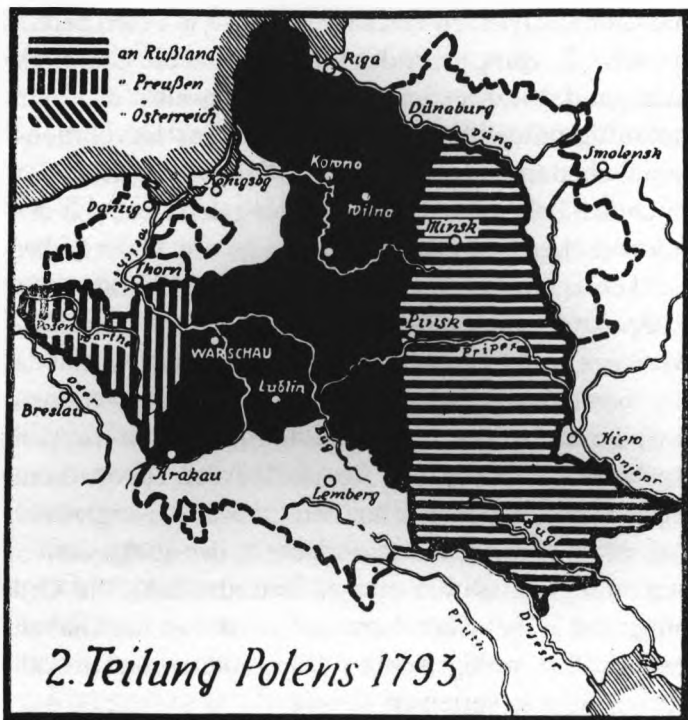 an Rußland
" Preußen
" Österreich
Riga
Dünaburg
Düna
Smolensk
Kowno
Königsbg
Wilna
Danzig
Minsk
Thorn
Posen
Warthe
Pinsk
WARSCHAU
Pripet
Oder
Lublin
Breslau
Kiew
Bug
Dnjepr
Krakau
Lemberg
Bug
Pruth
Dnjestr
2. Teilung Polens 1793